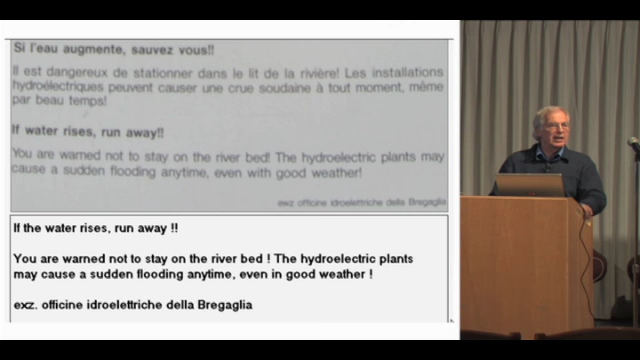 Si l'eau augmente, sauvez vous!!
Il est dangereux de stationner dans le lit de la rivière! Les installations
hydroélectriques peuvent causer une crue soudaine à tout moment, même
par beau temps!
If water rises, run away!!
You are warned not to stay on the river bed! The hydroelectric plants may
cause a sudden flooding anytime, even with good weather!
ewz officine idroelettriche della Bregaglia
If the water rises, run away !!
You are warned not to stay on the river bed ! The hydroelectric plants
may cause a sudden flooding anytime, even in good weather !
exz. officine idroelettriche della Bregaglia